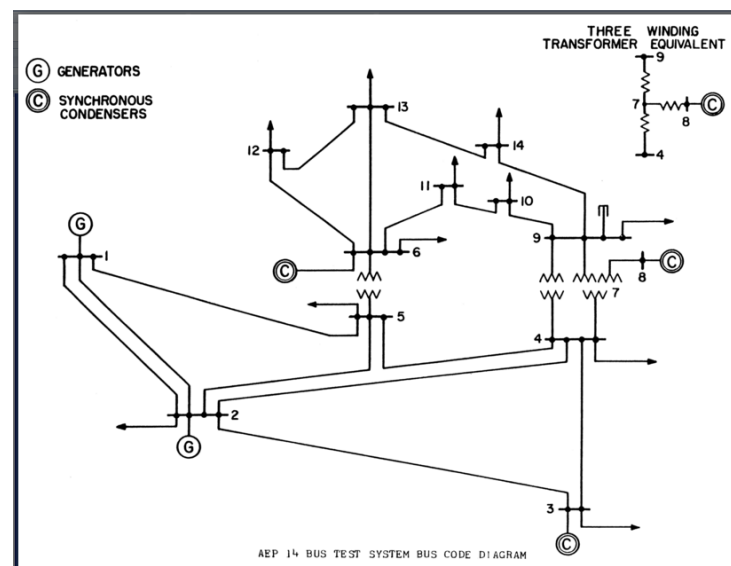 THREE WINDING
TRANSFORMER EQUIVALENT
9
7
C
8
4
G GENERATORS
C SYNCHRONOUS
CONDENSERS
13
14
12
11
10
G
1
6
9
C
8
C
7
5
4
2
G
3
C
AEP 14 BUS TEST SYSTEM BUS CODE DIAGRAM